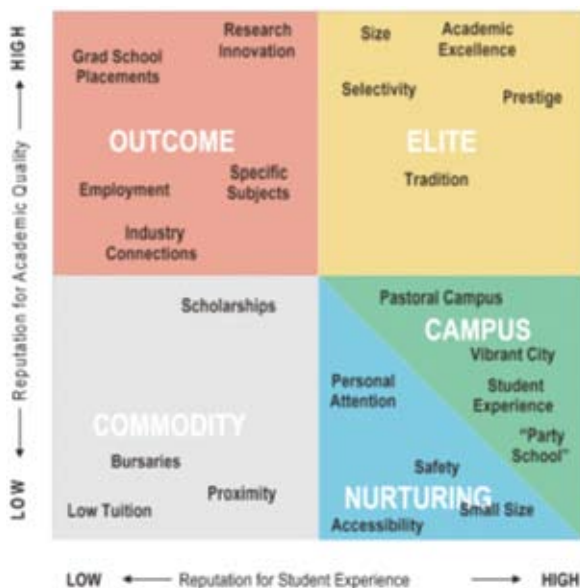 HIGH
Reputation for Academic Quality
LOW
Research
Innovation
Grad School
Placements
OUTCOME
Specific
Subjects
Employment
Industry
Connections
Size
Academic
Excellence
Selectivity
Prestige
ELITE
Tradition
Scholarships
COMMODITY
Bursaries
Proximity
Low Tuition
Pastoral Campus
CAMPUS
Vibrant City
Student
Experience
"Party
School"
Personal
Attention
Safety
NURTURING
Small Size
Accessibility
LOW
Reputation for Student Experience
HIGH